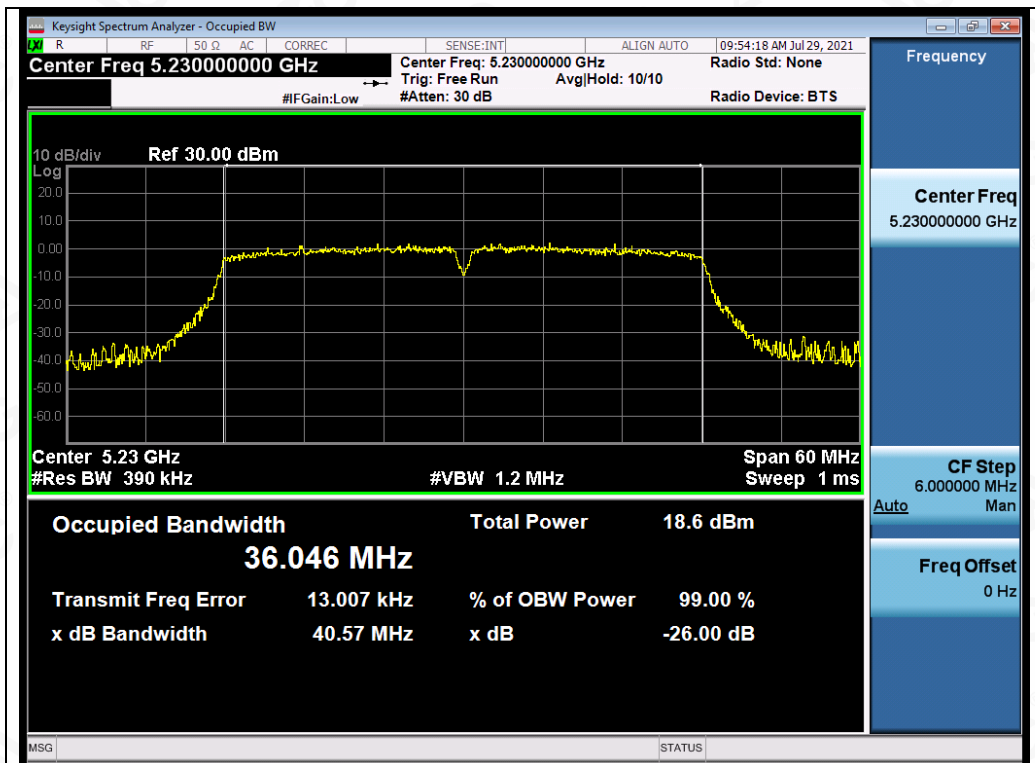 Keysight Spectrum Analyzer - Occupied BW
LXI R RF 50 Ω AC CORREC SENSE:INT ALIGN AUTO 09:54:18 AM Jul 29, 2021
Center Freq 5.230000000 GHz
Center Freq: 5.230000000 GHz
Radio Std: None
Trig: Free Run Avg|Hold: 10/10
#IFGain:Low
#Atten: 30 dB
Radio Device: BTS
10 dB/div Ref 30.00 dBm
Log
20.0
10.0
0.00
-10.0
-20.0
-30.0
-40.0
-50.0
-60.0
Center 5.23 GHz Span 60 MHz
#Res BW 390 kHz #VBW 1.2 MHz Sweep 1 ms
Occupied Bandwidth Total Power 18.6 dBm
36.046 MHz
Transmit Freq Error 13.007 kHz % of OBW Power 99.00 %
x dB Bandwidth 40.57 MHz x dB -26.00 dB
Frequency
Center Freq
5.230000000 GHz
CF Step
6.000000 MHz
Auto Man
Freq Offset
0 Hz
MSG STATUS